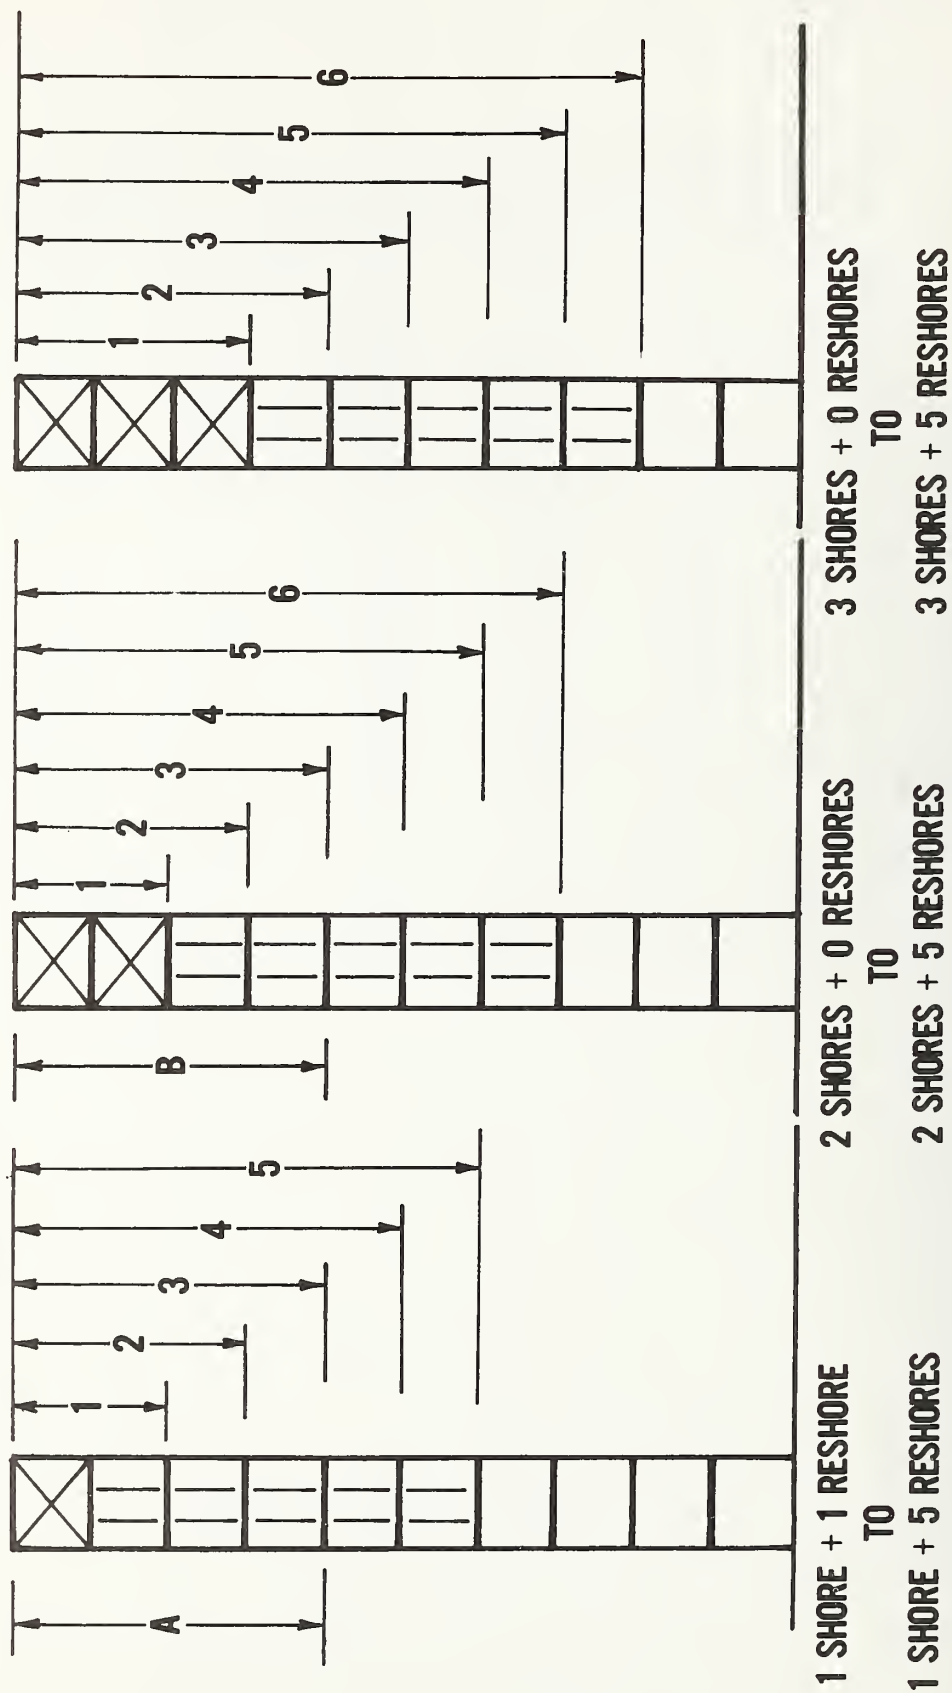 A
1
2
3
4
5
B
1
2
3
4
5
6
1
2
3
4
5
6
1 SHORE + 1 RESHORE
TO
1 SHORE + 5 RESHORES
2 SHORES + 0 RESHORES
TO
2 SHORES + 5 RESHORES
3 SHORES + 0 RESHORES
TO
3 SHORES + 5 RESHORES